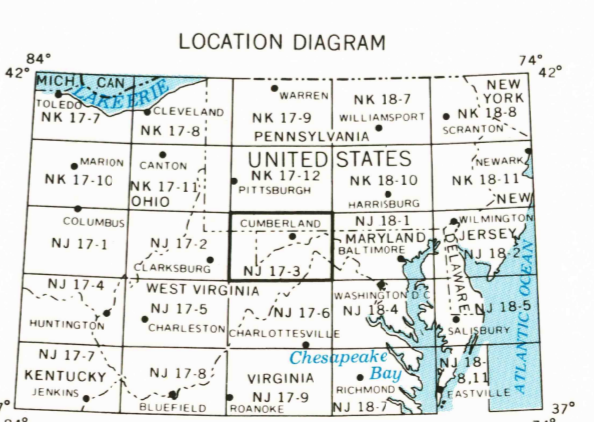 LOCATION DIAGRAM
84° 74°
42° 42°
MICH. CAN
LAKE ERIE
TOLEDO
NK 17-7
CLEVELAND
NK 17-8
WARREN
NK 17-9
NK 18-7
WILLIAMSPORT
PENNSYLVANIA
NEW
YORK
NK 18-8
SCRANTON
UNITED STATES
MARION
NK 17-10
CANTON
NK 17-11
OHIO
NK 17-12
PITTSBURGH
NK 18-10
HARRISBURG
NEWARK
NK 18-11
NEW
COLUMBUS
NJ 17-1
NJ 17-2
CLARKSBURG
CUMBERLAND
NJ 17-3
NJ 18-1
MARYLAND
BALTIMORE
WILMINGTON
JERSEY
NJ 18-2
DELAWARE
ATLANTIC OCEAN
NJ 17-4
HUNTINGTON
WEST VIRGINIA
NJ 17-5
CHARLESTON
NJ 17-6
CHARLOTTESVILLE
WASHINGTON D C
NJ 18-4
NJ 18-5
SALISBURY
Chesapeake
Bay
NJ 17-7
KENTUCKY
JENKINS
NJ 17-8
BLUEFIELD
VIRGINIA
NJ 17-9
ROANOKE
RICHMOND
NJ 18-7
NJ 18-
8,11
EASTVILLE
7° 37°